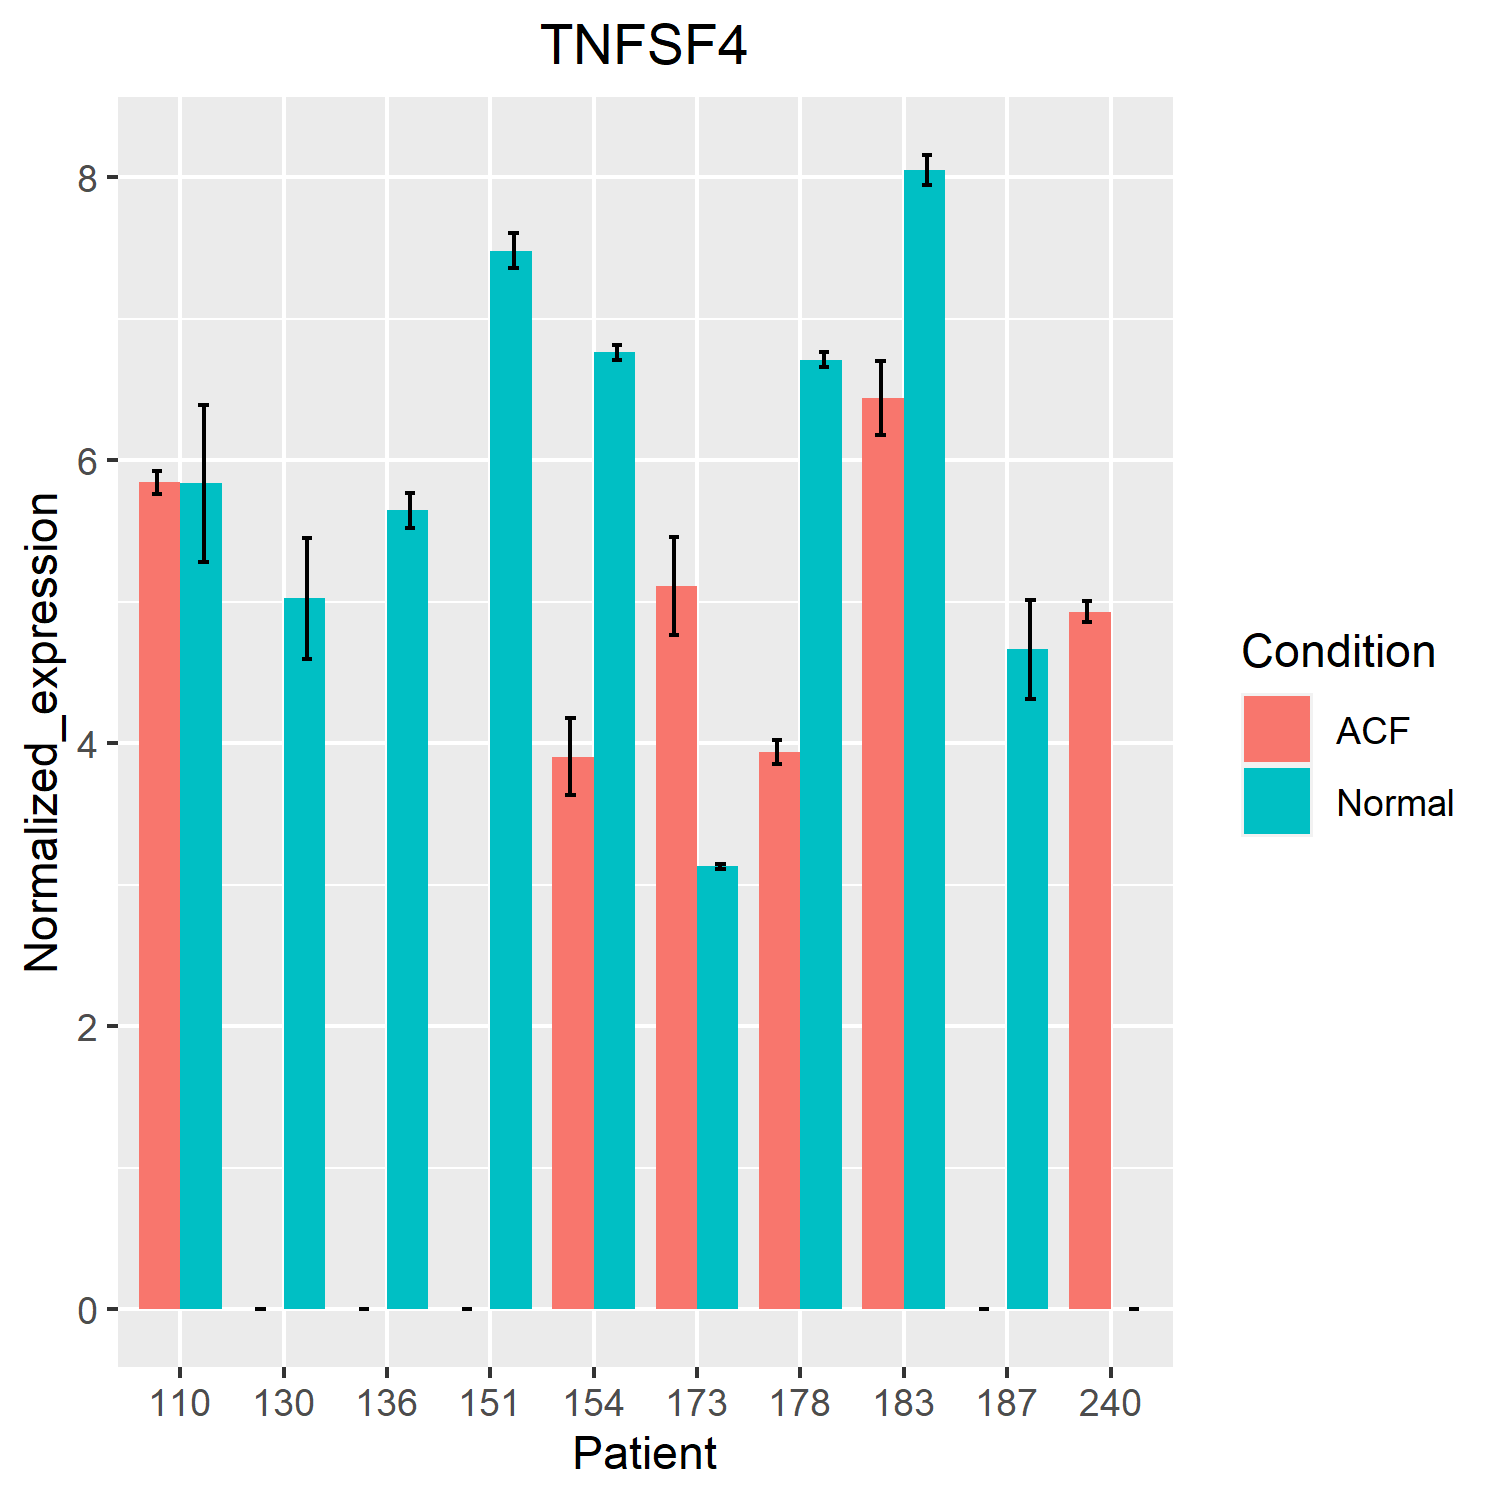 TNFSF4
Normalized_expression
8
6
4
2
0
110 130 136 151 154 173 178 183 187 240
Patient
Condition
ACF
Normal